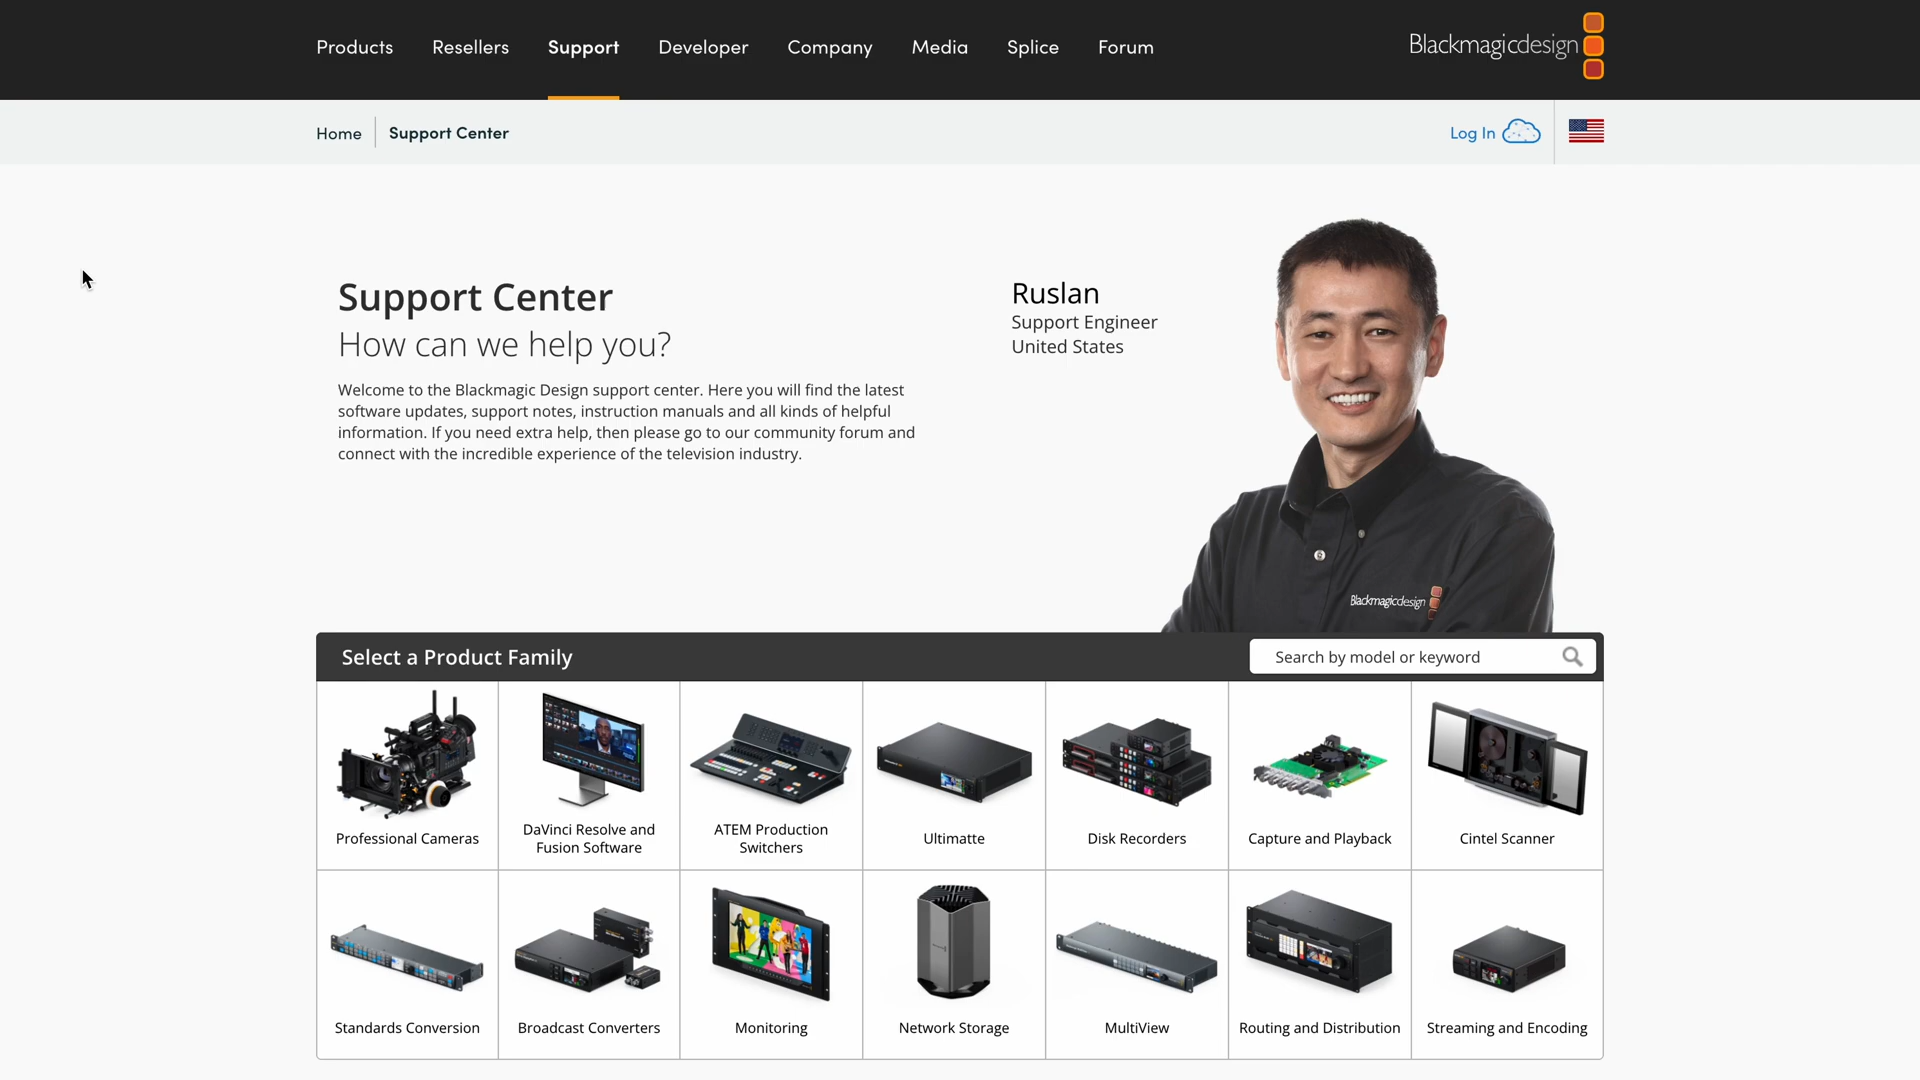 Products
Resellers
Support
Developer
Company
Media
Splice
Forum
Blackmagicdesign
Home
Support Center
Log In
Support Center
How can we help you?
Welcome to the Blackmagic Design support center. Here you will find the latest
software updates, support notes, instruction manuals and all kinds of helpful
information. If you need extra help, then please go to our community forum and
connect with the incredible experience of the television industry.
Ruslan
Support Engineer
United States
Blackmagicdesign
Select a Product Family
Search by model or keyword
Professional Cameras
DaVinci Resolve and
Fusion Software
ATEM Production
Switchers
Ultimatte
Disk Recorders
Capture and Playback
Cintel Scanner
Standards Conversion
Broadcast Converters
Monitoring
Network Storage
MultiView
Routing and Distribution
Streaming and Encoding